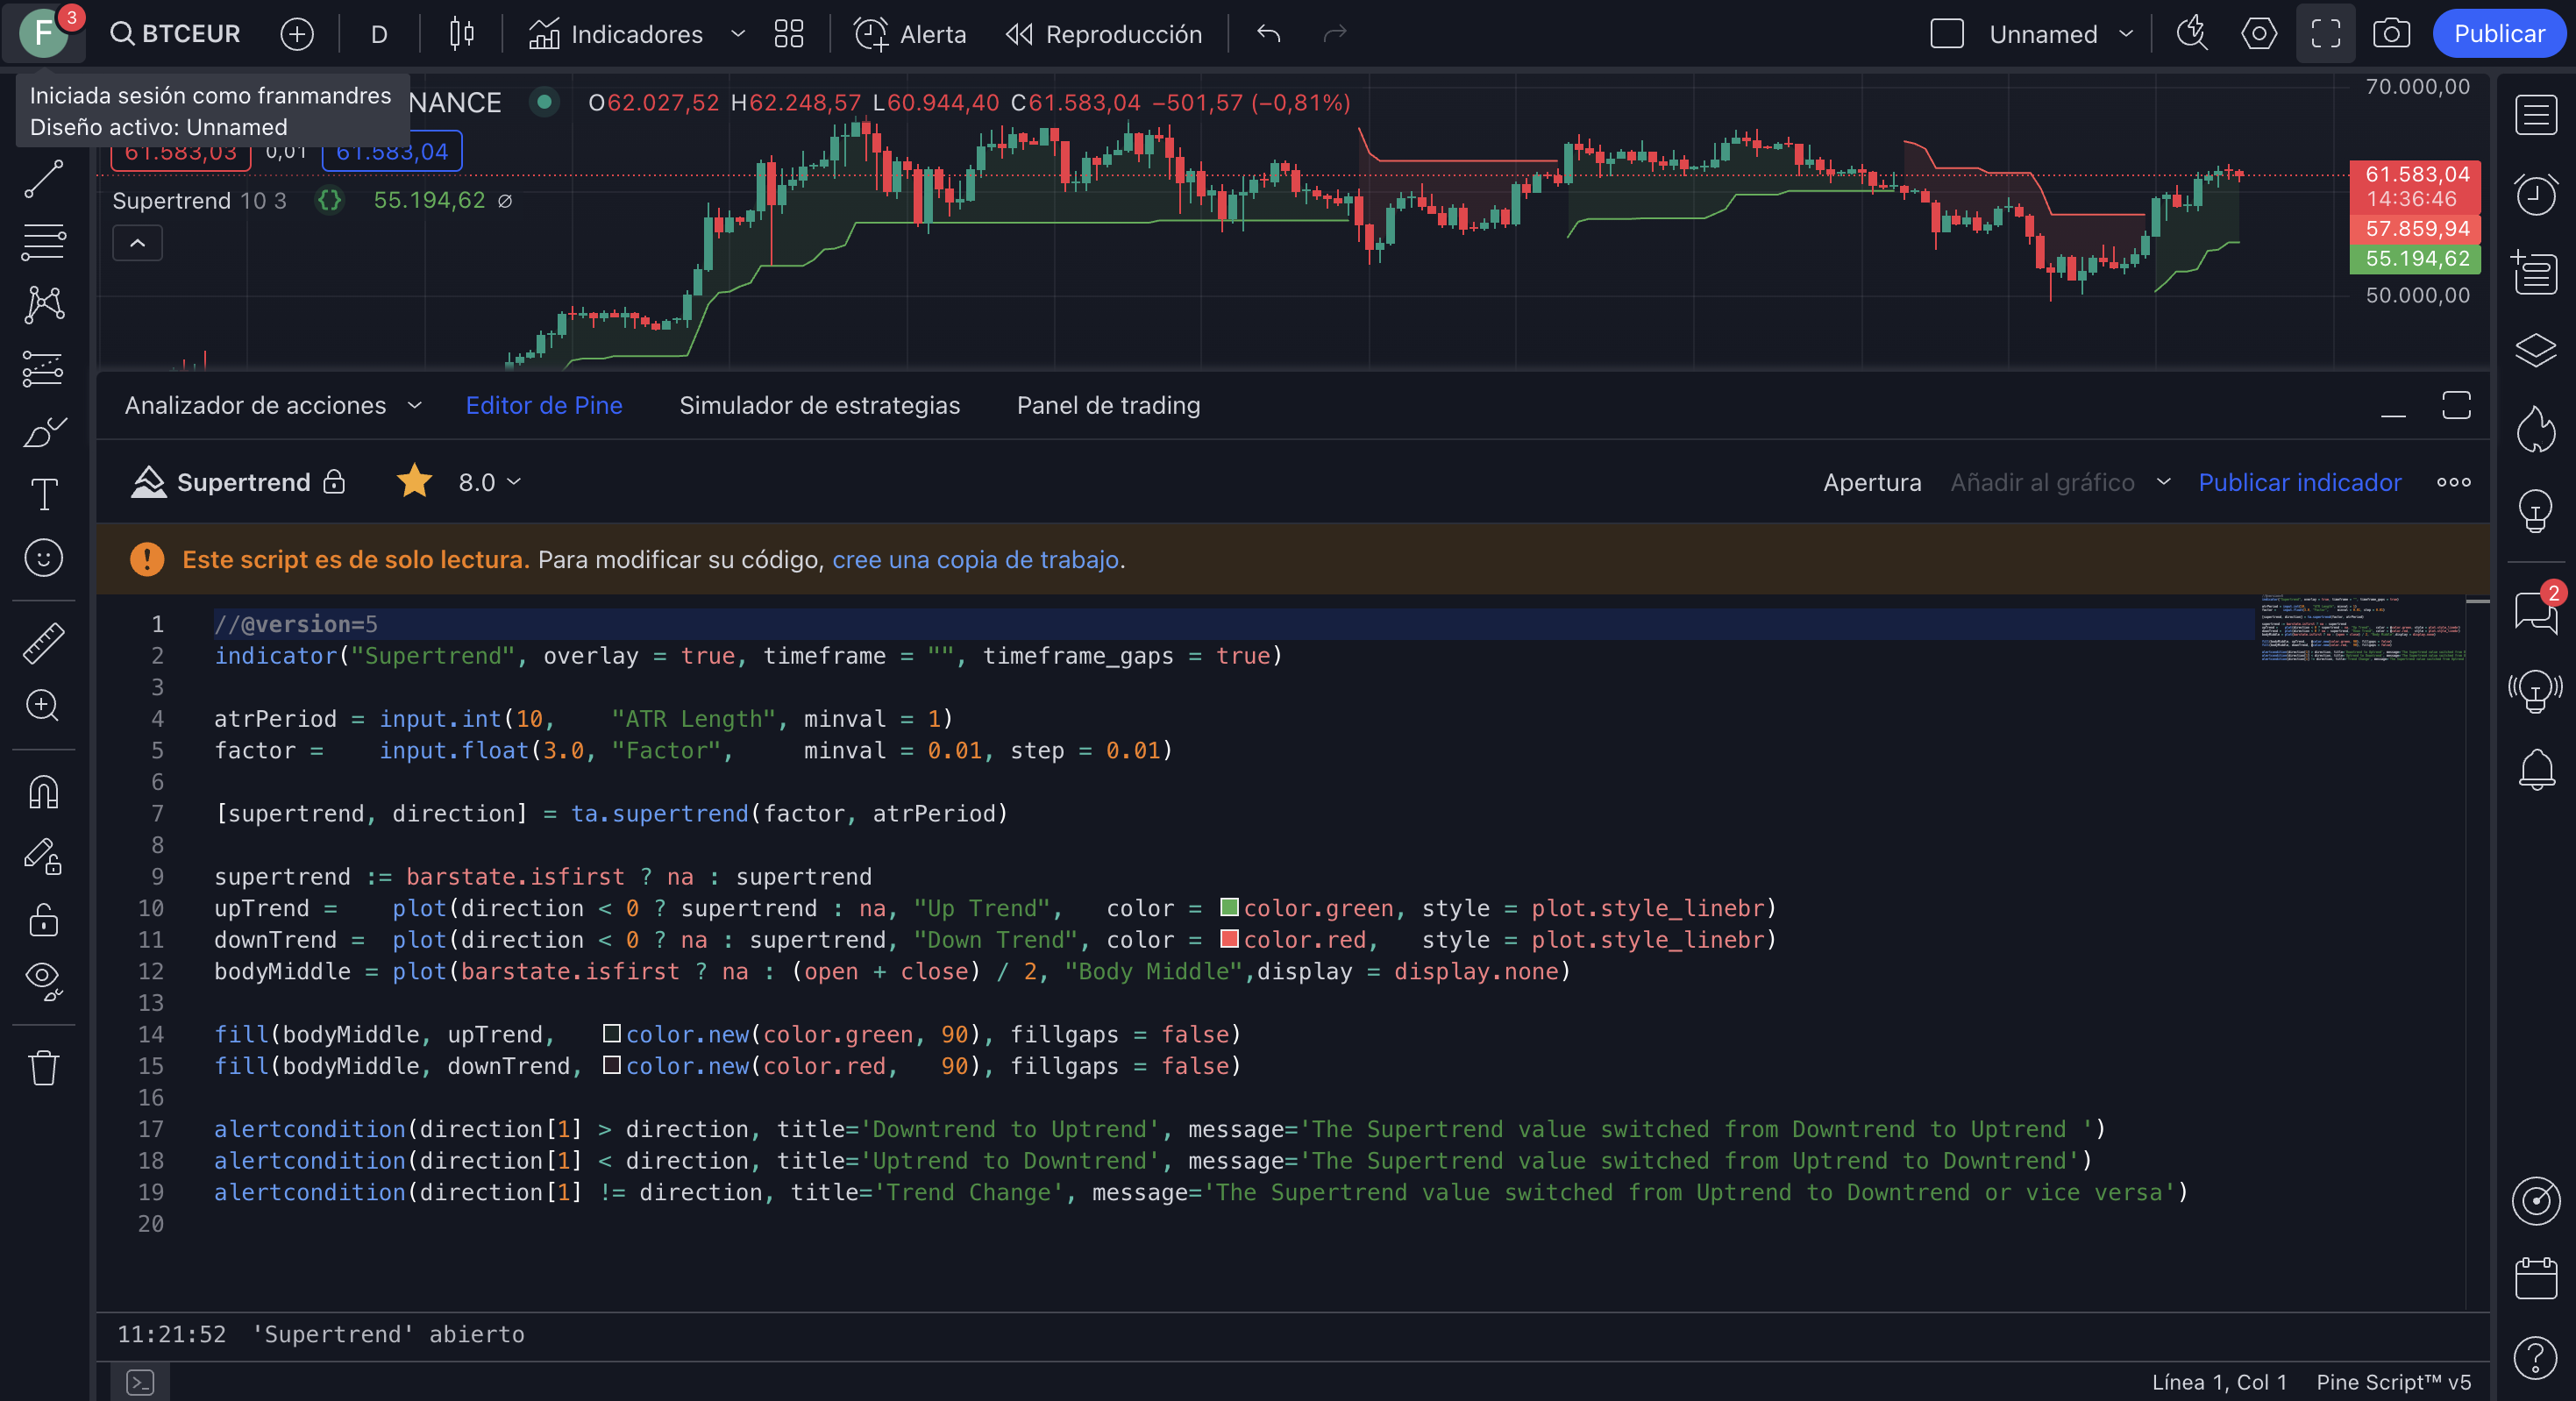 F 3 BTCEUR D Indicadores Alerta Reproducción Unnamed Publicar
Iniciada sesión como franmandres
Diseño activo: Unnamed
NANCE O62.027,52 H62.248,57 L60.944,40 C61.583,04 −501,57 (−0,81%)
61.583,03 0,01 61.583,04
Supertrend 10 3 {} 55.194,62 ∅
70.000,00
61.583,04
14:36:46
57.859,94
55.194,62
50.000,00
Analizador de acciones Editor de Pine Simulador de estrategias Panel de trading
Supertrend 8.0 Apertura Añadir al gráfico Publicar indicador
Este script es de solo lectura. Para modificar su código, cree una copia de trabajo.
2
1 //@version=5
2 indicator("Supertrend", overlay = true, timeframe = "", timeframe_gaps = true)
3
4 atrPeriod = input.int(10,    "ATR Length", minval = 1)
5 factor =    input.float(3.0, "Factor",     minval = 0.01, step = 0.01)
6
7 [supertrend, direction] = ta.supertrend(factor, atrPeriod)
8
9 supertrend := barstate.isfirst ? na : supertrend
10 upTrend =    plot(direction < 0 ? supertrend : na, "Up Trend",   color = color.green, style = plot.style_linebr)
11 downTrend =  plot(direction < 0 ? na : supertrend, "Down Trend", color = color.red,   style = plot.style_linebr)
12 bodyMiddle = plot(barstate.isfirst ? na : (open + close) / 2, "Body Middle",display = display.none)
13
14 fill(bodyMiddle, upTrend,   color.new(color.green, 90), fillgaps = false)
15 fill(bodyMiddle, downTrend, color.new(color.red,   90), fillgaps = false)
16
17 alertcondition(direction[1] > direction, title='Downtrend to Uptrend', message='The Supertrend value switched from Downtrend to Uptrend ')
18 alertcondition(direction[1] < direction, title='Uptrend to Downtrend', message='The Supertrend value switched from Uptrend to Downtrend')
19 alertcondition(direction[1] != direction, title='Trend Change', message='The Supertrend value switched from Uptrend to Downtrend or vice versa')
20
11:21:52 'Supertrend' abierto
Línea 1, Col 1 Pine Script™ v5